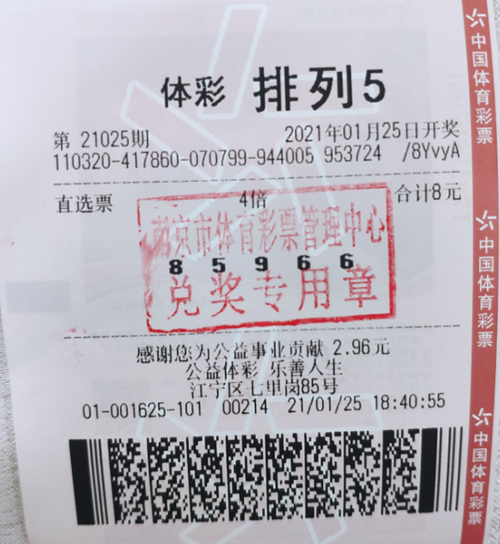 体彩 排列5
第 21025期 2021年01月25日开奖
110320-417860-070799-944005 953724 /8YvyA
直选票 4倍 合计8元
南京市体育彩票管理中心
8 5 9 6 6
兑奖专用章
感谢您为公益事业贡献 2.96元
公益体彩 乐善人生
江宁区七里岗85号
01-001625-101 00214 21/01/25 18:40:55
中国体育彩票
中国体育彩票
中国体育彩票